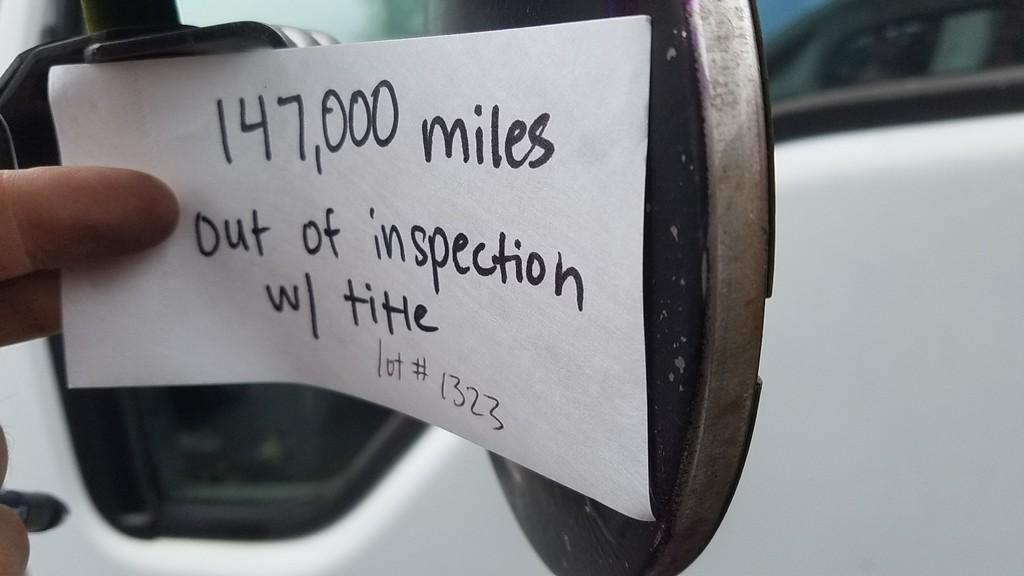 147,000 miles
out of inspection
w/ title
lot # 1323